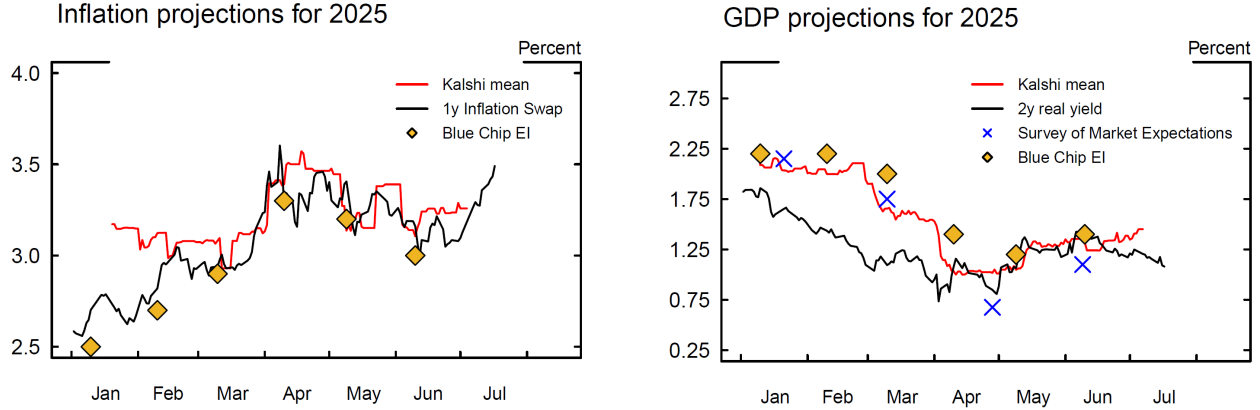 Inflation projections for 2025
Percent
4.0
3.5
3.0
2.5
Kalshi mean
1y Inflation Swap
Blue Chip EI
Jan Feb Mar Apr May Jun Jul
GDP projections for 2025
Percent
2.75
2.25
1.75
1.25
0.75
0.25
Kalshi mean
2y real yield
Survey of Market Expectations
Blue Chip EI
Jan Feb Mar Apr May Jun Jul